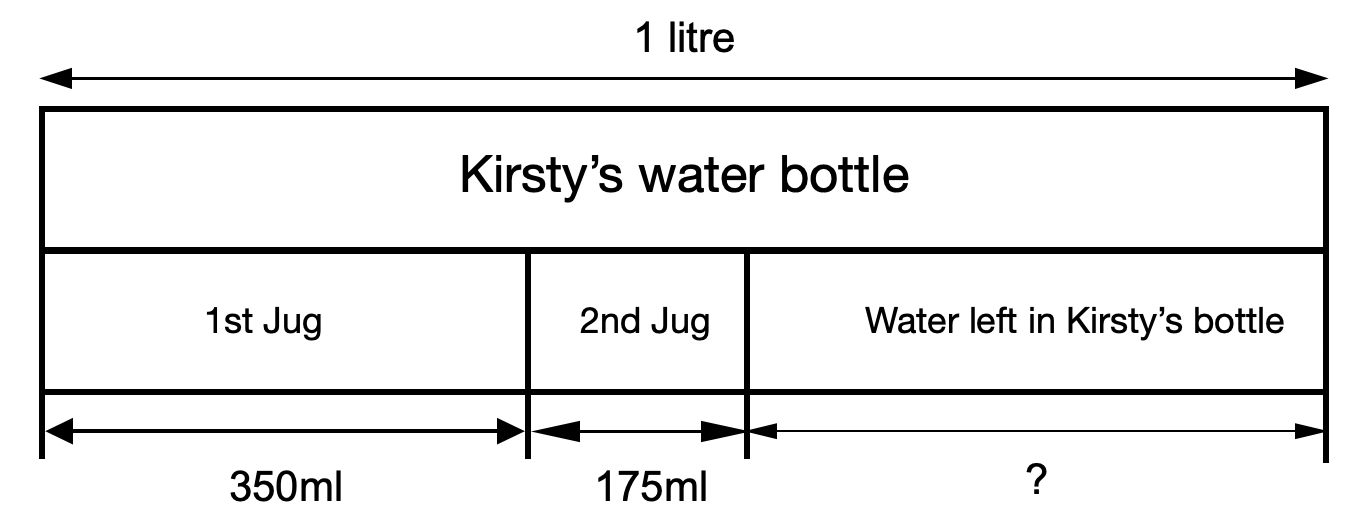 1 litre
Kirsty’s water bottle
1st Jug
2nd Jug
Water left in Kirsty’s bottle
350ml
175ml
?